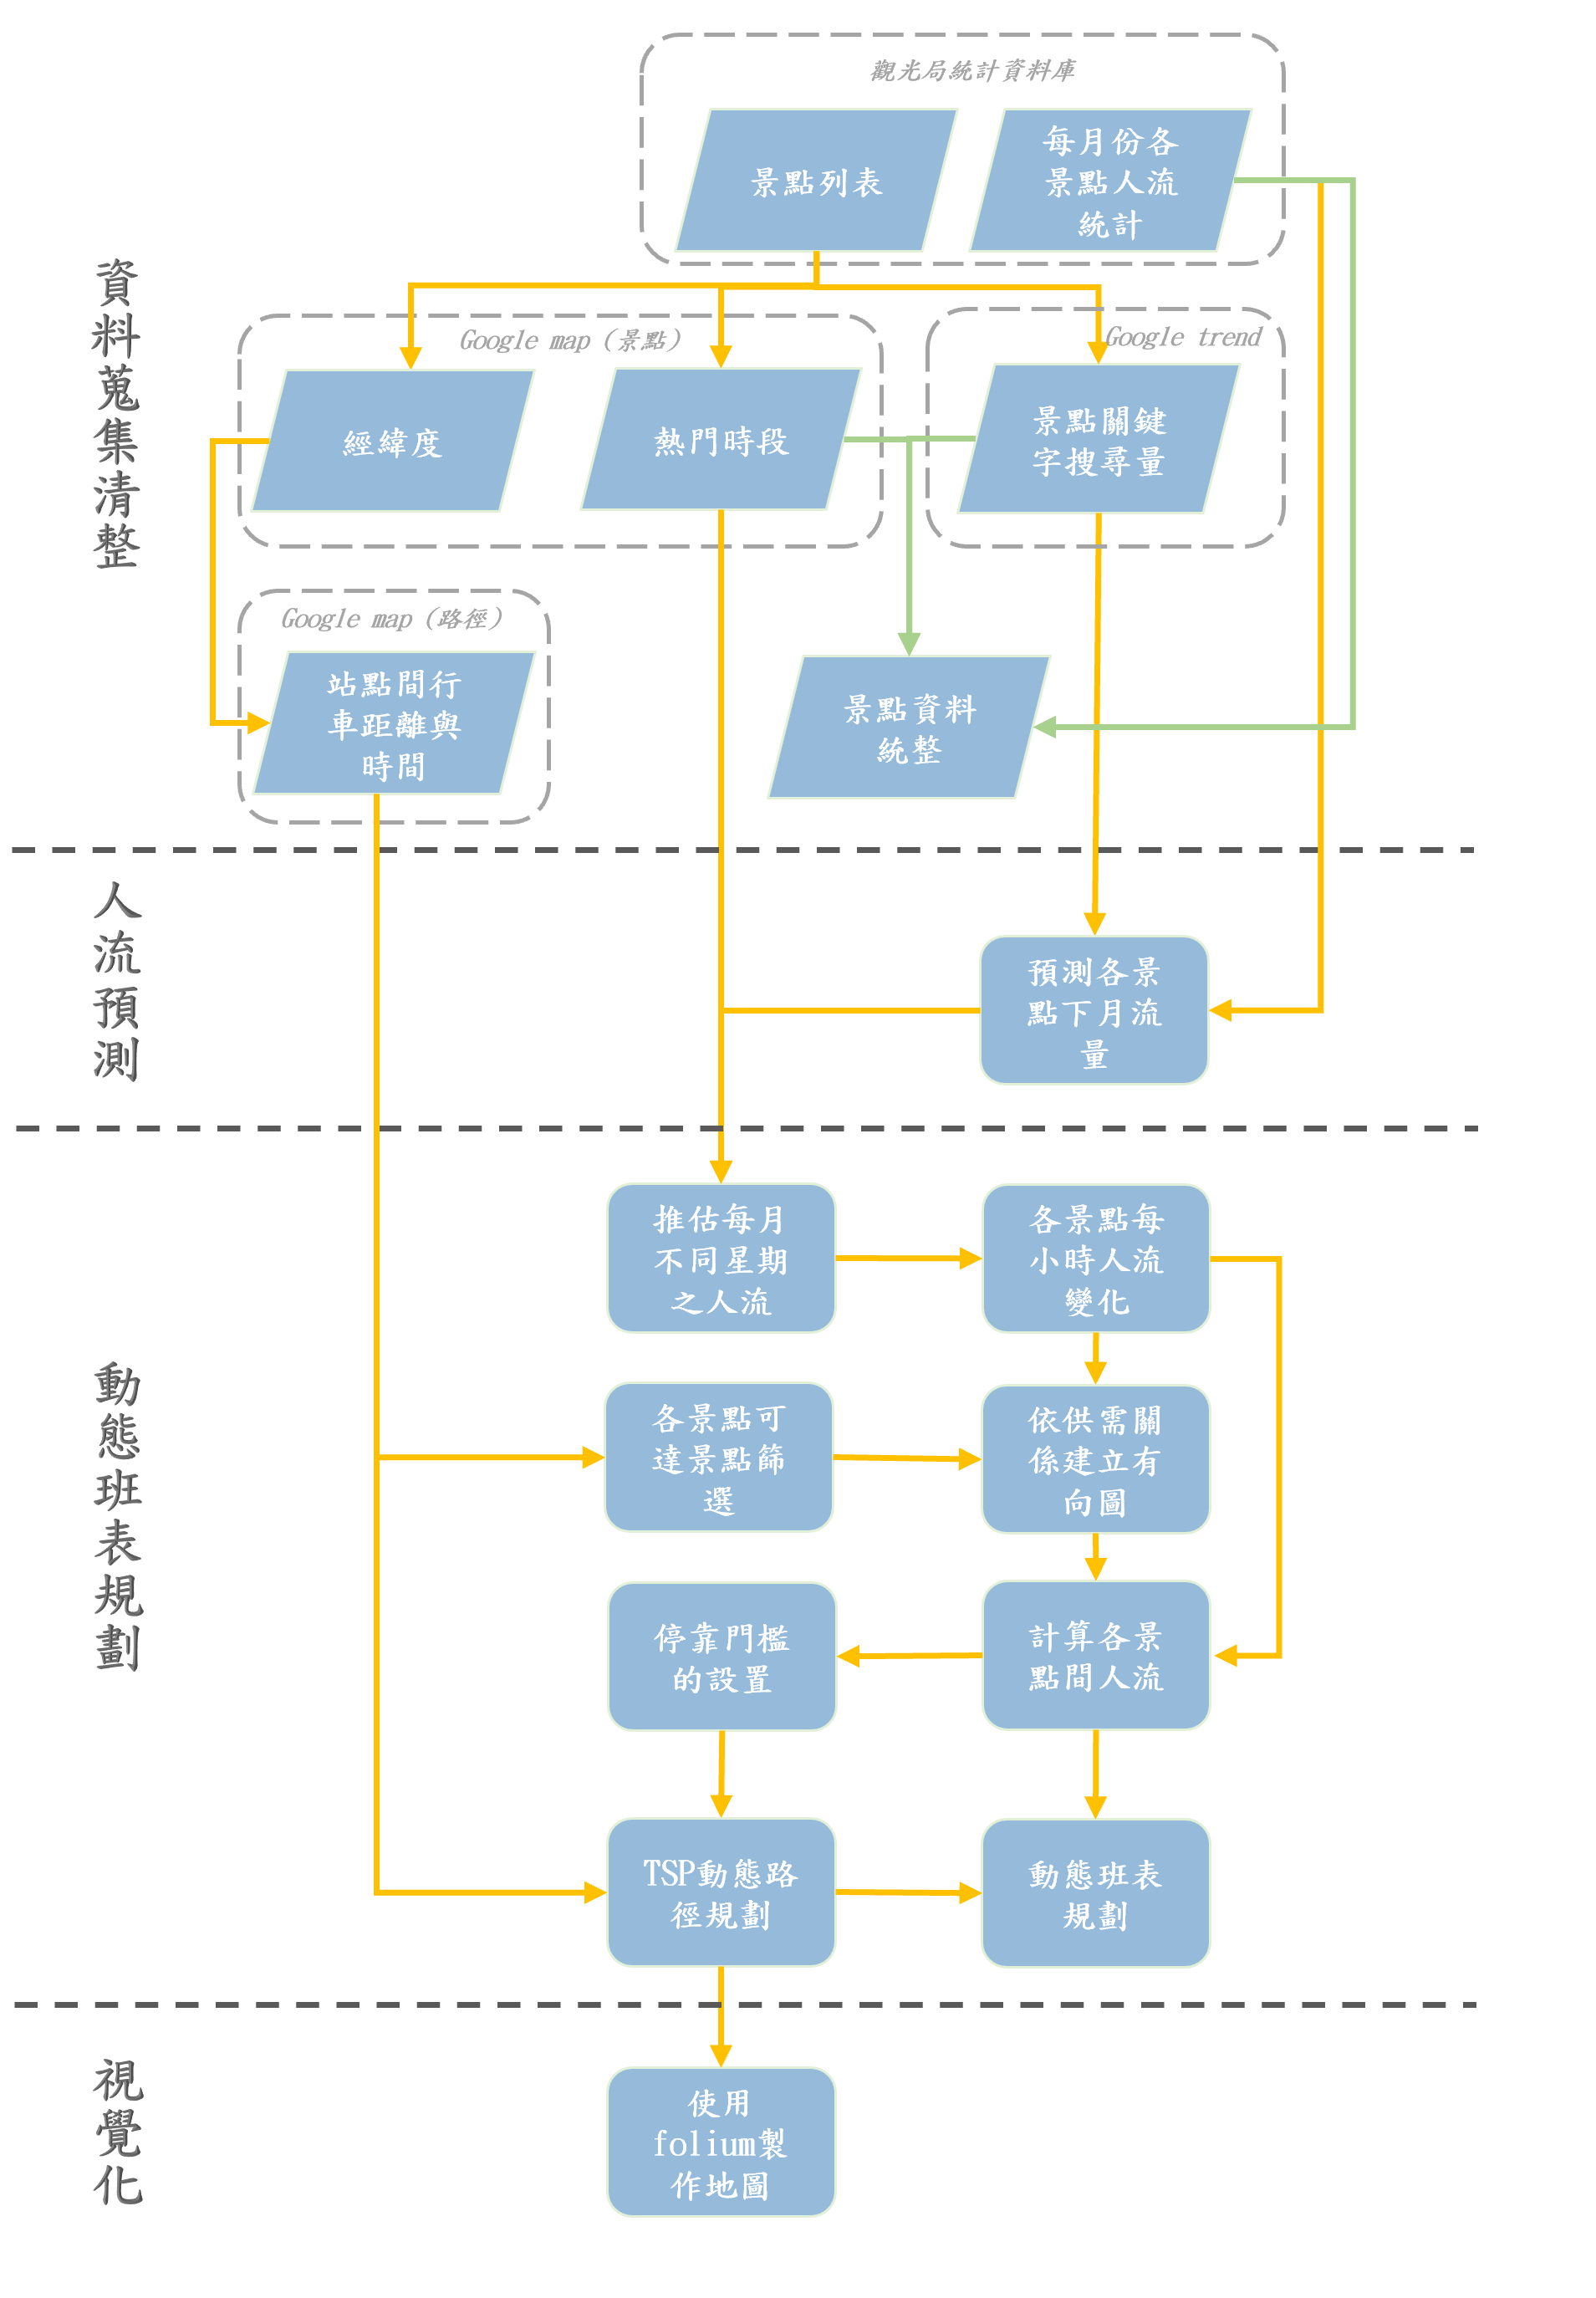 觀光局統計資料庫
景點列表
每月份各
景點人流
統計
資料蒐集清整
Google map (景點)
Google trend
經緯度
熱門時段
景點關鍵
字搜尋量
Google map (路徑)
站點間行
車距離與
時間
景點資料
統整
人流預測
預測各景
點下月流
量
動態班表規劃
推估每月
不同星期
之人流
各景點每
小時人流
變化
各景點可
達景點篩
選
依供需關
係建立有
向圖
停靠門檻
的設置
計算各景
點間人流
TSP動態路
徑規劃
動態班表
規劃
視覺化
使用
folium製
作地圖